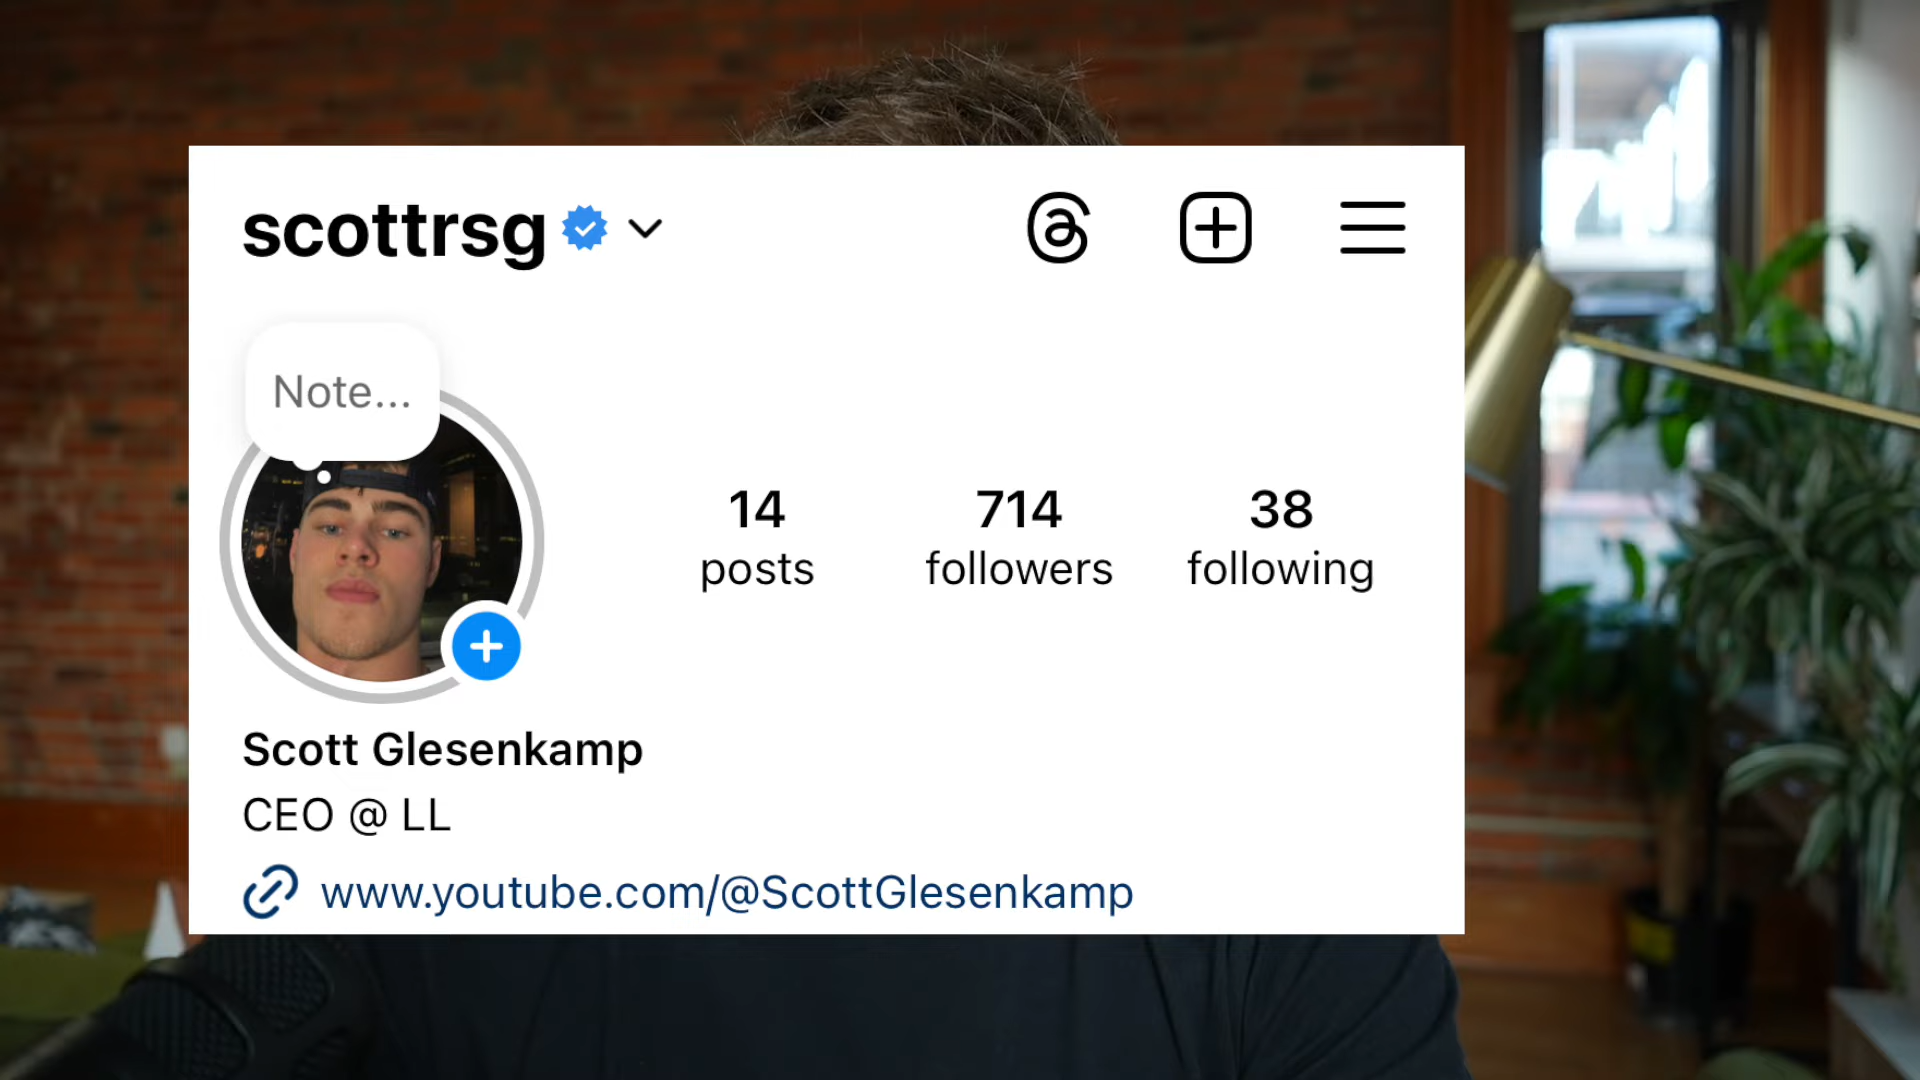 scottrsg
Note...
14 714 38
posts followers following
Scott Glesenkamp
CEO @ LL
www.youtube.com/@ScottGlesenkamp